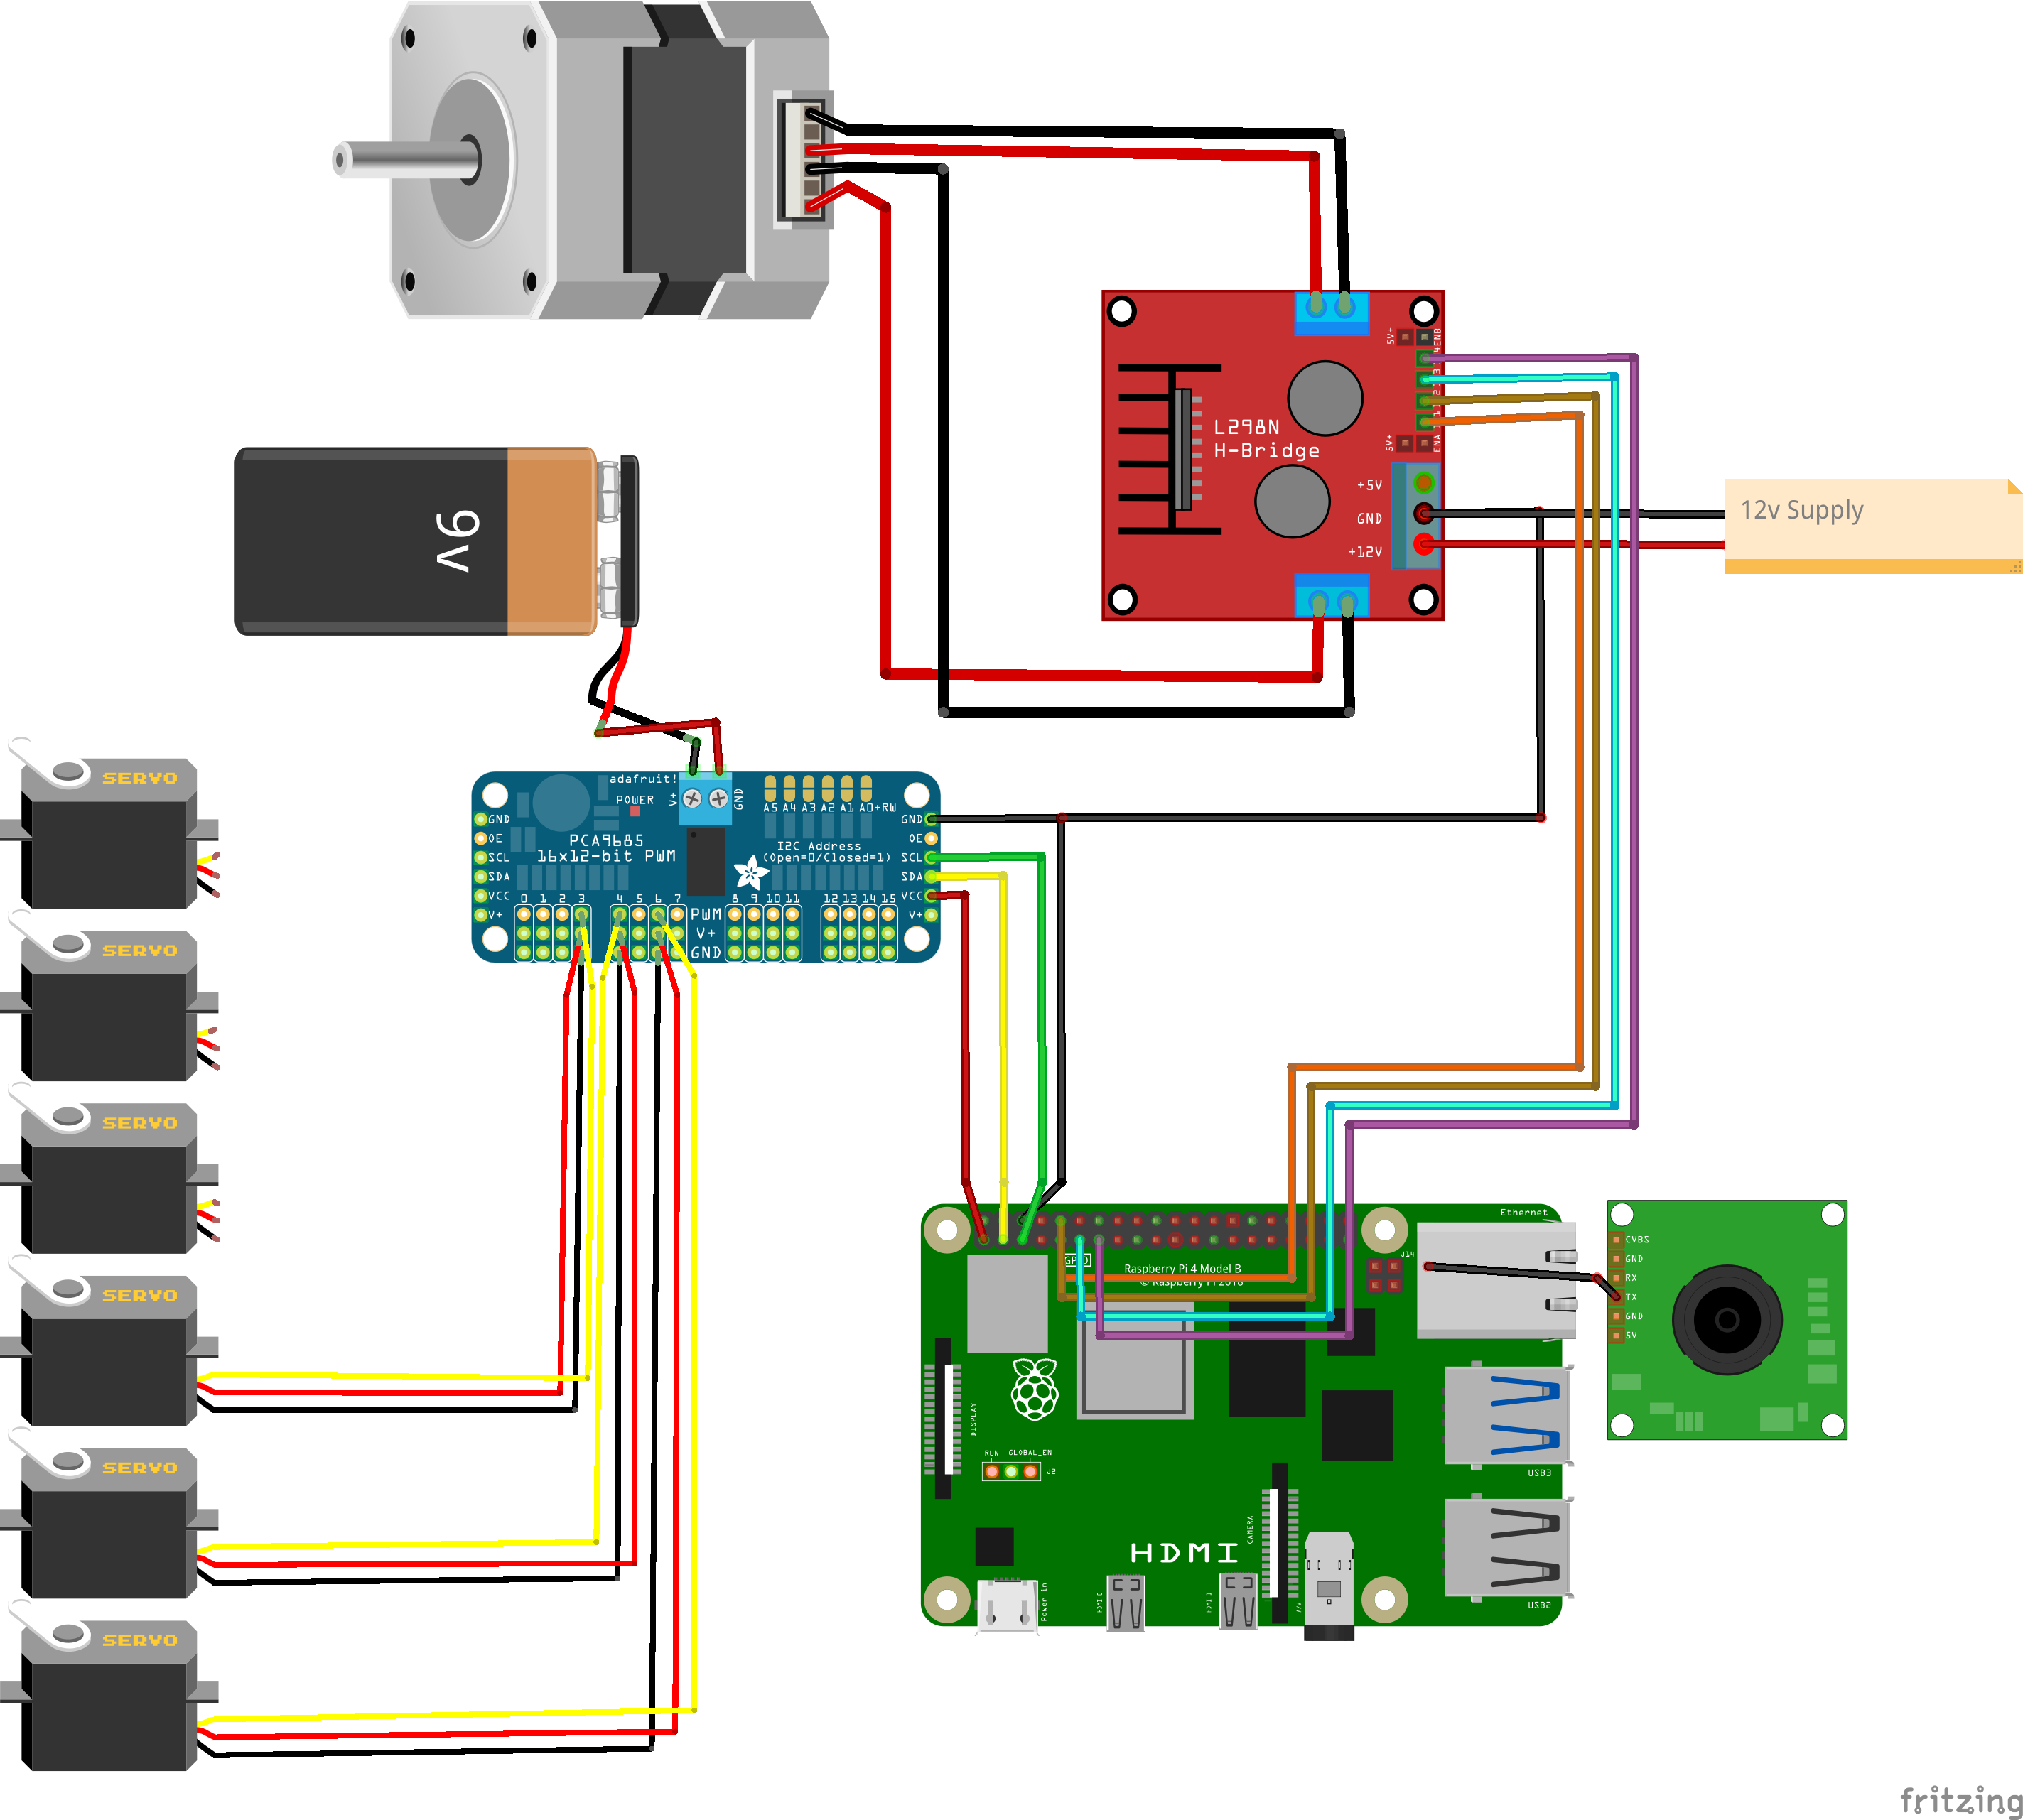 9v
5V+
ENB
L298N
H-Bridge
5V+
ENA
+5V
GND
+12V
12v Supply
SERVO
SERVO
SERVO
SERVO
SERVO
SERVO
adafruit!
POWER
V+
GND
A5 A4 A3 A2 A1 A0+RW
GND
OE
SCL
SDA
VCC
V+
PCA9685
16x12-bit PWM
I2C Address
(Open=0/Closed=1)
GND
OE
SCL
SDA
VCC
V+
0 1 2 3 4 5 6 7
8 9 10 11 12 13 14 15
PWM
V+
GND
Ethernet
J14
Raspberry Pi 4 Model B
© Raspberry Pi 2018
DISPLAY
RUN GLOBAL_EN
J2
CAMERA
HDMI
Power in
HDMI 0
HDMI 1
A/V
USB3
USB2
CVBS
GND
RX
TX
GND
5V
fritzing